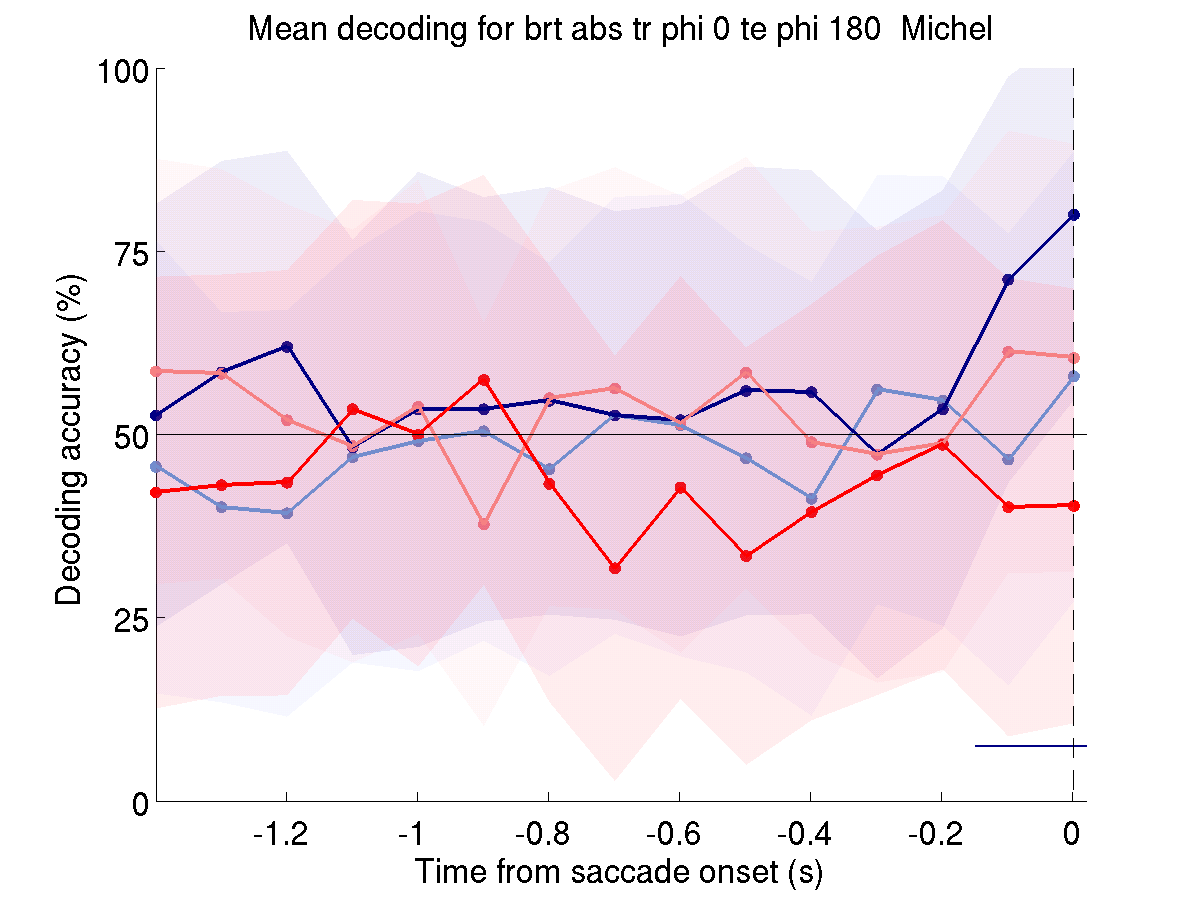 Mean decoding for brt abs tr phi 0 te phi 180 Michel
100
75
50
25
0
Decoding accuracy (%)
-1.2 -1 -0.8 -0.6 -0.4 -0.2 0
Time from saccade onset (s)